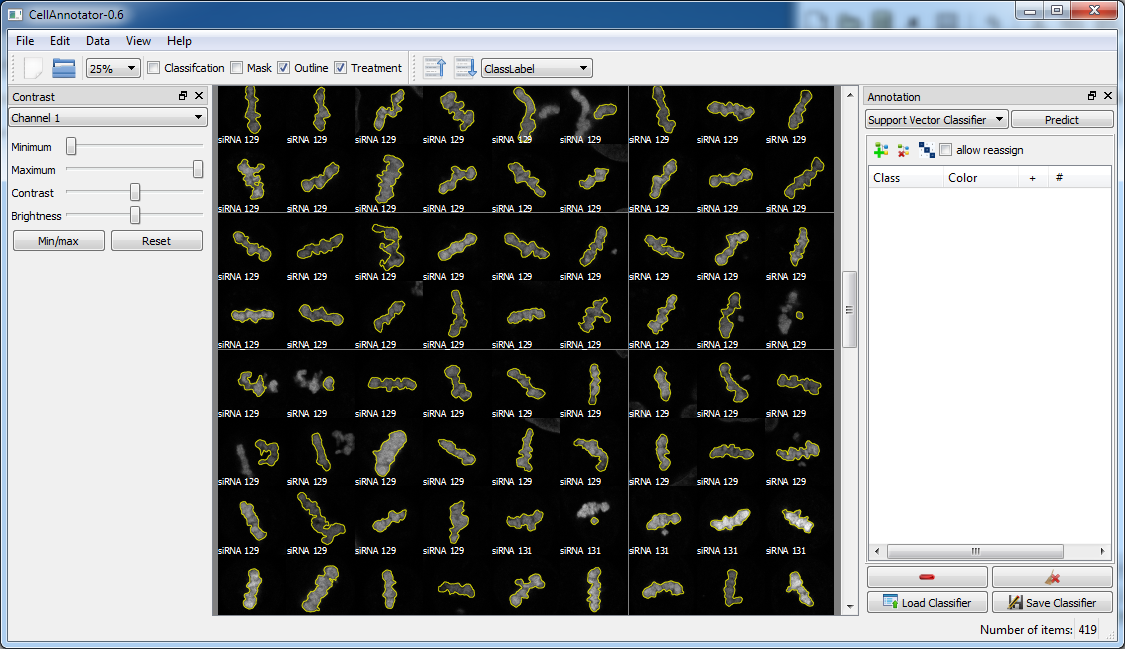 CellAnnotator-0.6
File Edit Data View Help
25% Classifcation Mask Outline Treatment ClassLabel
Contrast
Channel 1
Minimum
Maximum
Contrast
Brightness
Min/max Reset
siRNA 129 siRNA 129 siRNA 129 siRNA 129 siRNA 129 siRNA 129 siRNA 129 siRNA 129 siRNA 129
siRNA 129 siRNA 129 siRNA 129 siRNA 129 siRNA 129 siRNA 129 siRNA 129 siRNA 129 siRNA 129
siRNA 129 siRNA 129 siRNA 129 siRNA 129 siRNA 129 siRNA 129 siRNA 129 siRNA 129 siRNA 129
siRNA 129 siRNA 129 siRNA 129 siRNA 129 siRNA 129 siRNA 129 siRNA 129 siRNA 129 siRNA 129
siRNA 129 siRNA 129 siRNA 129 siRNA 129 siRNA 129 siRNA 129 siRNA 129 siRNA 129 siRNA 129
siRNA 129 siRNA 129 siRNA 129 siRNA 129 siRNA 129 siRNA 129 siRNA 129 siRNA 129 siRNA 129
siRNA 129 siRNA 129 siRNA 129 siRNA 129 siRNA 131 siRNA 131 siRNA 131 siRNA 131 siRNA 131
Annotation
Support Vector Classifier Predict
allow reassign
Class Color + #
Load Classifier Save Classifier
Number of items: 419